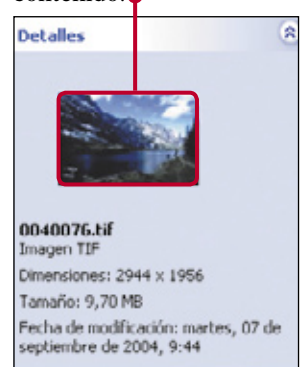 contenido.
Detalles
0040076.tif
Imagen TIF
Dimensiones: 2944 x 1956
Tamaño: 9,70 MB
Fecha de modificación: martes, 07 de
septiembre de 2004, 9:44